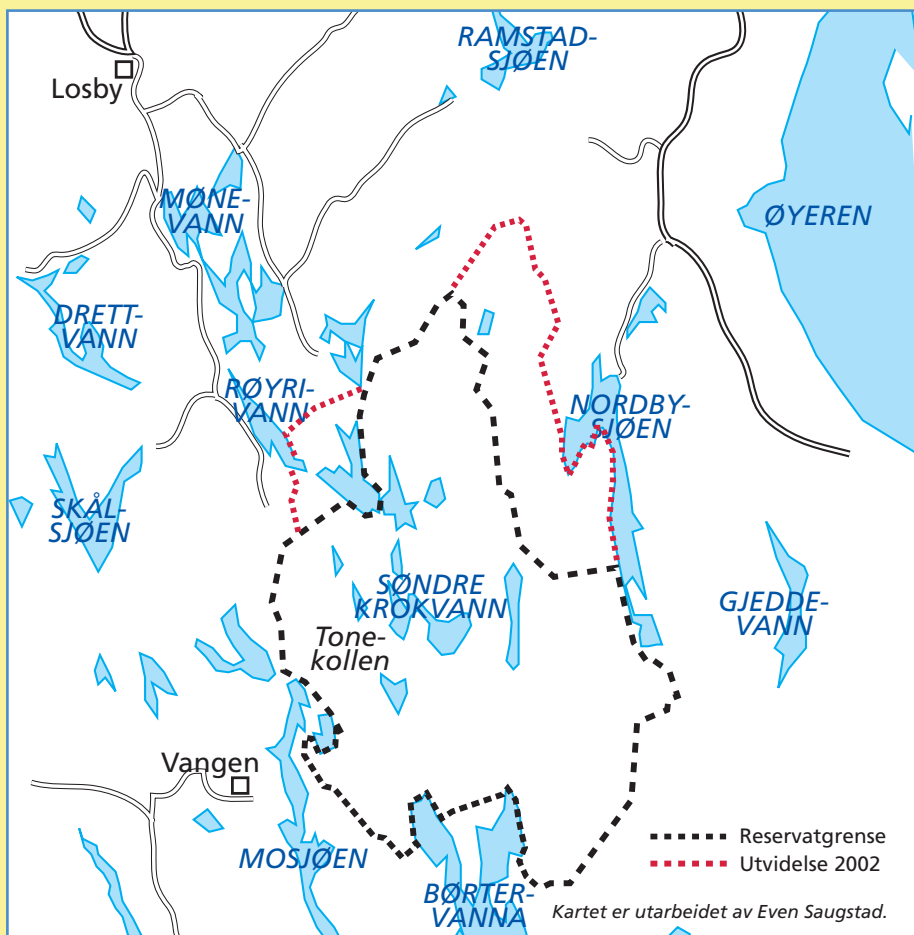 RAMSTAD-
SJØEN
Losby
MØNE-
VANN
ØYEREN
DRETT-
VANN
RØYRI-
VANN
NORDBY-
SJØEN
SKÅL-
SJØEN
SØNDRE
KROKVANN
GJEDDE-
VANN
Tone-
kollen
Vangen
MOSJØEN
BØRTER-
VANNA
Reservatgrense
Utvidelse 2002
Kartet er utarbeidet av Even Saugstad.